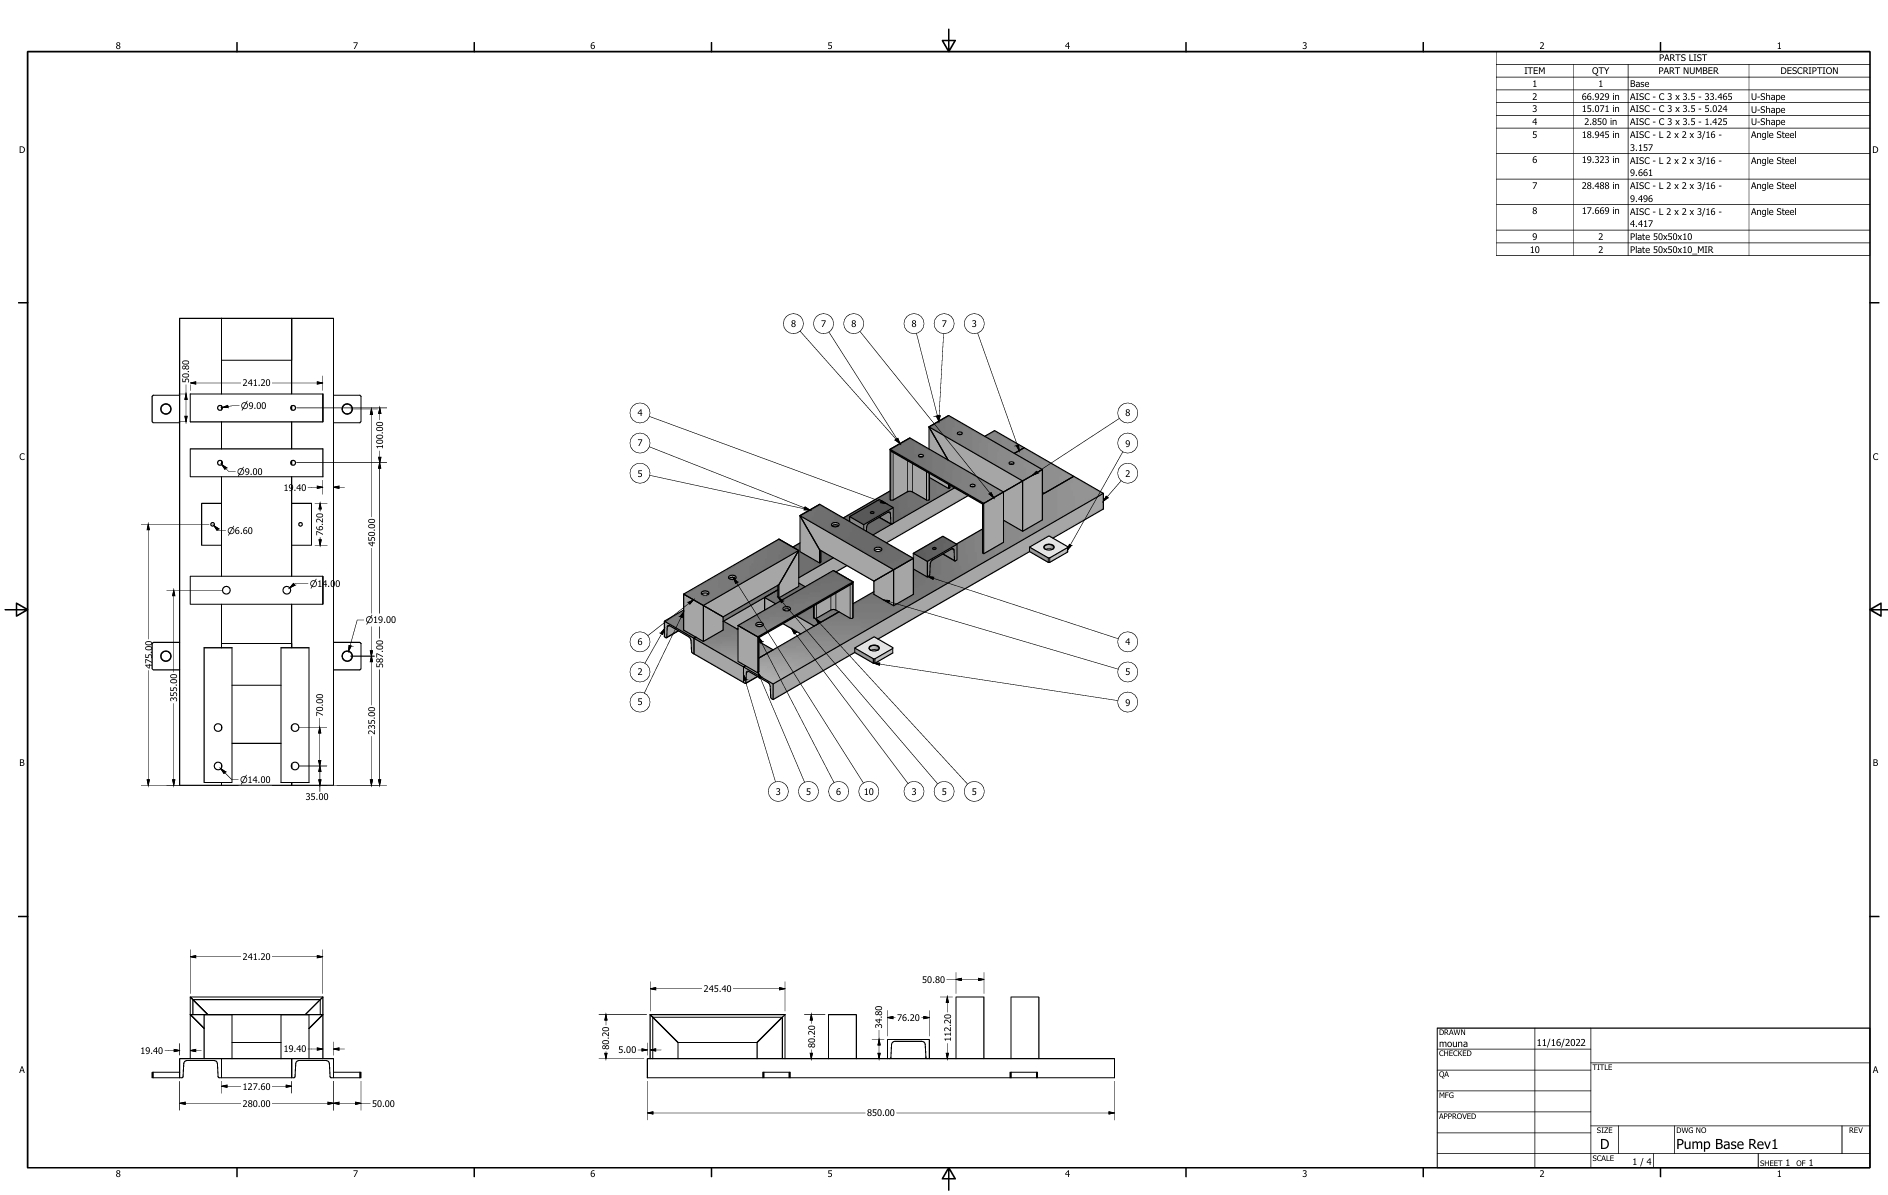 8 7 6 5 4 3 2 1
PARTS LIST
ITEM QTY PART NUMBER DESCRIPTION
1 1 Base
2 66.929 in AISC - C 3 x 3.5 - 33.465 U-Shape
3 15.071 in AISC - C 3 x 3.5 - 5.024 U-Shape
4 2.850 in AISC - C 3 x 3.5 - 1.425 U-Shape
5 18.945 in AISC - L 2 x 2 x 3/16 - Angle Steel
3.157
6 19.323 in AISC - L 2 x 2 x 3/16 - Angle Steel
9.661
7 28.488 in AISC - L 2 x 2 x 3/16 - Angle Steel
9.496
8 17.669 in AISC - L 2 x 2 x 3/16 - Angle Steel
4.417
9 2 Plate 50x50x10
10 2 Plate 50x50x10_MIR
D D
C C
B B
A A
50.80
241.20
Ø9.00
100.00
Ø9.00
19.40
76.20
Ø6.60
450.00
Ø14.00
Ø19.00
475.00
587.00
355.00
70.00
235.00
Ø14.00
35.00
8 7 8 8 7 3
4 8
7 9
5 2
6 4
2 5
5 9
3 5 6 10 3 5 5
241.20
19.40 19.40
127.60
280.00 50.00
245.40
50.80
80.20
80.20
34.80
76.20
112.20
5.00
850.00
DRAWN
mouna 11/16/2022
CHECKED
QA
MFG
APPROVED
TITLE
SIZE DWG NO REV
D Pump Base Rev1
SCALE 1 / 4 SHEET 1 OF 1
8 7 6 5 4 3 2 1